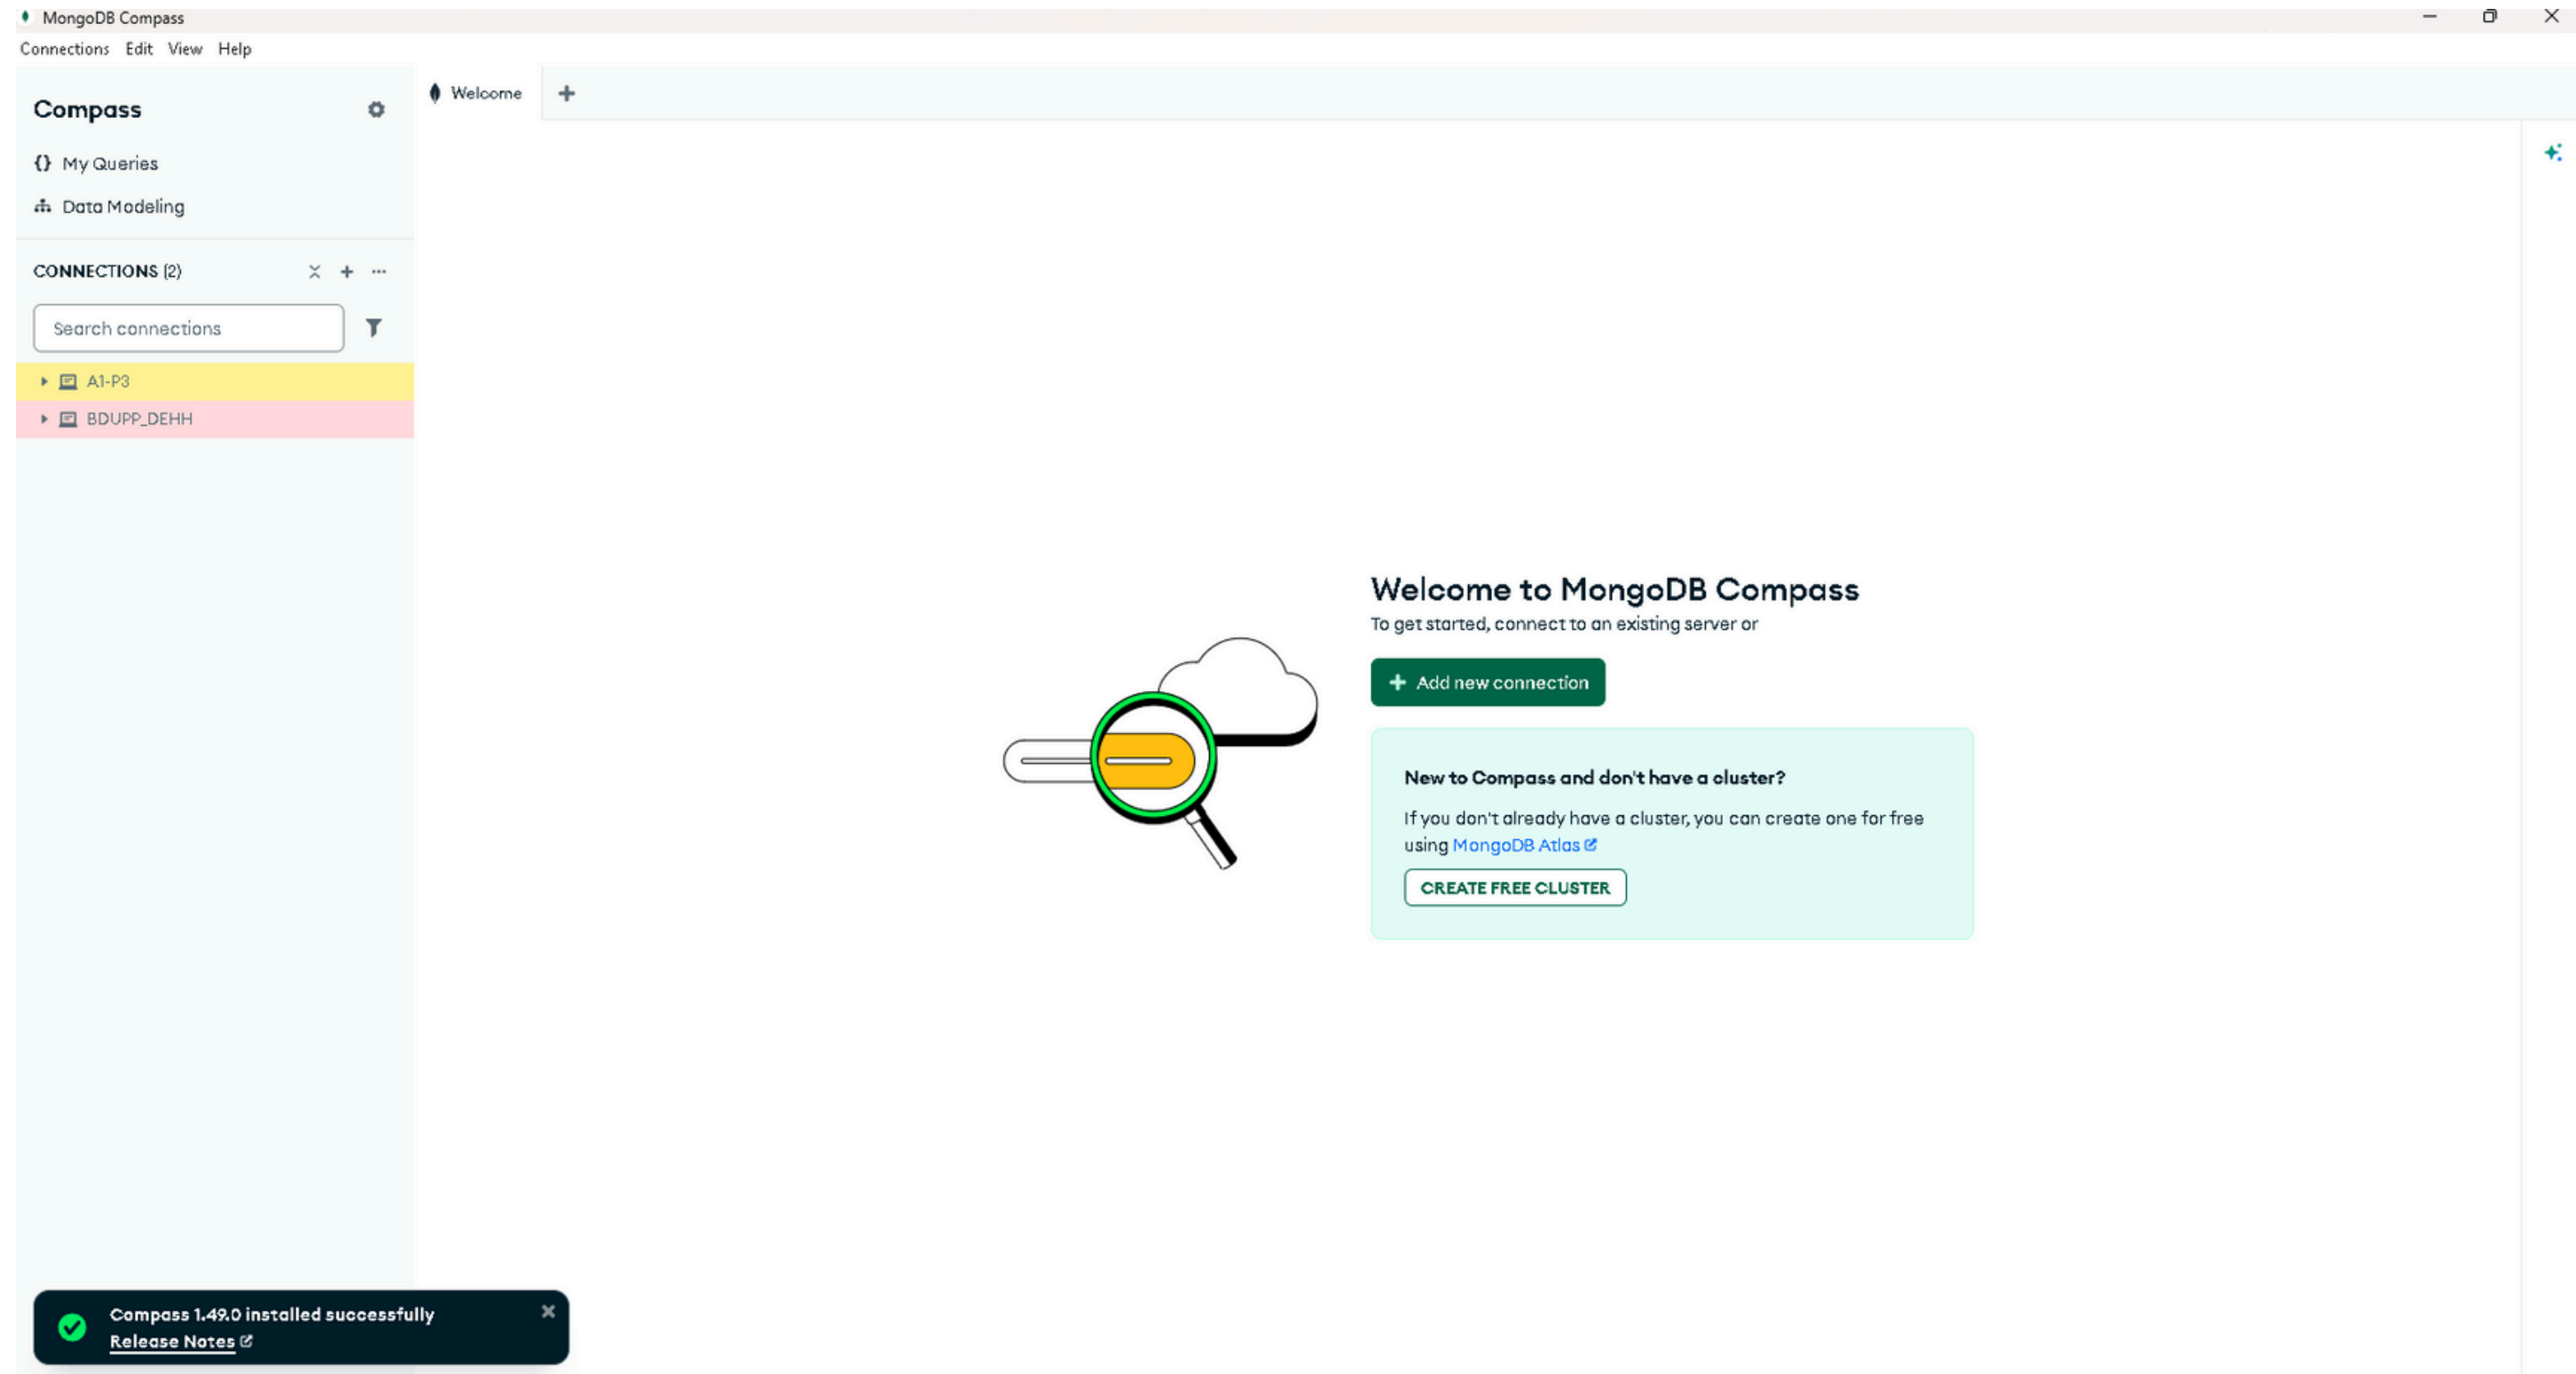 MongoDB Compass
Connections Edit View Help
Compass
Welcome
My Queries
Data Modeling
CONNECTIONS (2)
Search connections
A1-P3
BDUPP_DEHH
Welcome to MongoDB Compass
To get started, connect to an existing server or
Add new connection
New to Compass and don't have a cluster?
If you don't already have a cluster, you can create one for free
using MongoDB Atlas
CREATE FREE CLUSTER
Compass 1.49.0 installed successfully
Release Notes